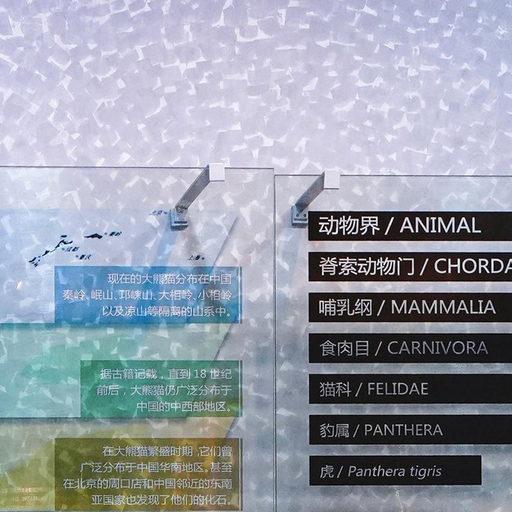 现在的大熊猫分布在中国
秦岭、岷山、邛崃山、大相岭、小相岭
以及凉山等隔离的山系中。
据古籍记载，直到 18 世纪
前后，大熊猫仍广泛分布于
中国的中西部地区。
在大熊猫繁盛时期，它们曾
广泛分布于中国华南地区，甚至
在北京的周口店和中国邻近的东南
亚国家也发现了他们的化石。
动物界 / ANIMAL
脊索动物门 / CHORDA
哺乳纲 / MAMMALIA
食肉目 / CARNIVORA
猫科 / FELIDAE
豹属 / PANTHERA
虎 / Panthera tigris